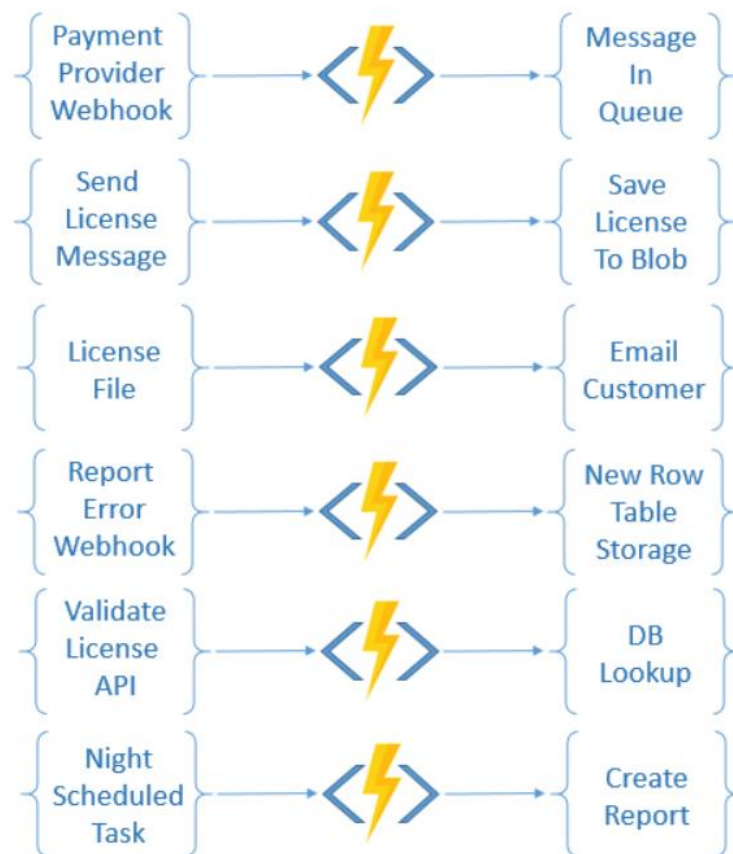 Payment
Provider
Webhook
Message
In
Queue
Send
License
Message
Save
License
To Blob
License
File
Email
Customer
Report
Error
Webhook
New Row
Table
Storage
Validate
License
API
DB
Lookup
Night
Scheduled
Task
Create
Report